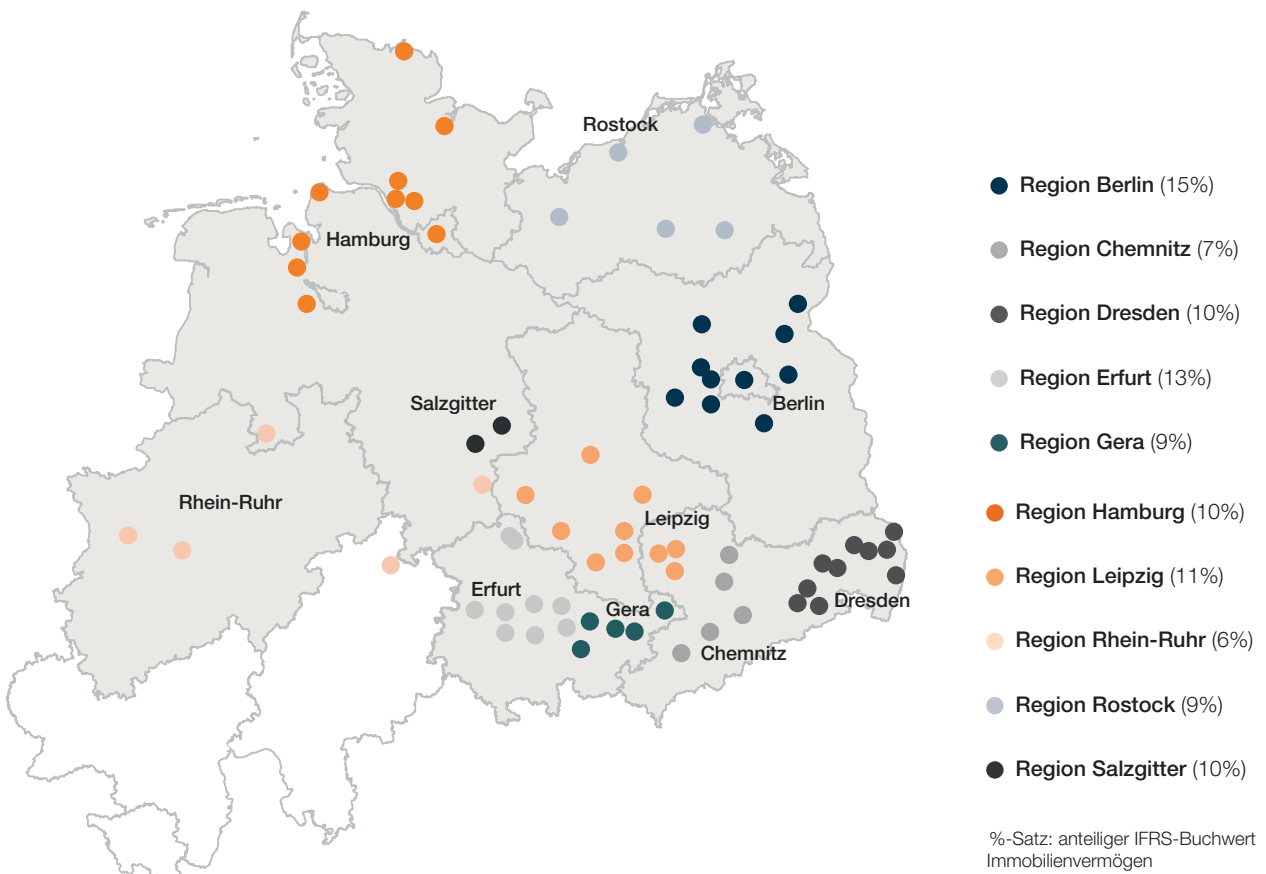 Rostock
Hamburg
Salzgitter
Berlin
Rhein-Ruhr
Leipzig
Erfurt
Gera
Dresden
Chemnitz
Region Berlin (15%)
Region Chemnitz (7%)
Region Dresden (10%)
Region Erfurt (13%)
Region Gera (9%)
Region Hamburg (10%)
Region Leipzig (11%)
Region Rhein-Ruhr (6%)
Region Rostock (9%)
Region Salzgitter (10%)
%-Satz: anteiliger IFRS-Buchwert
Immobilienvermögen